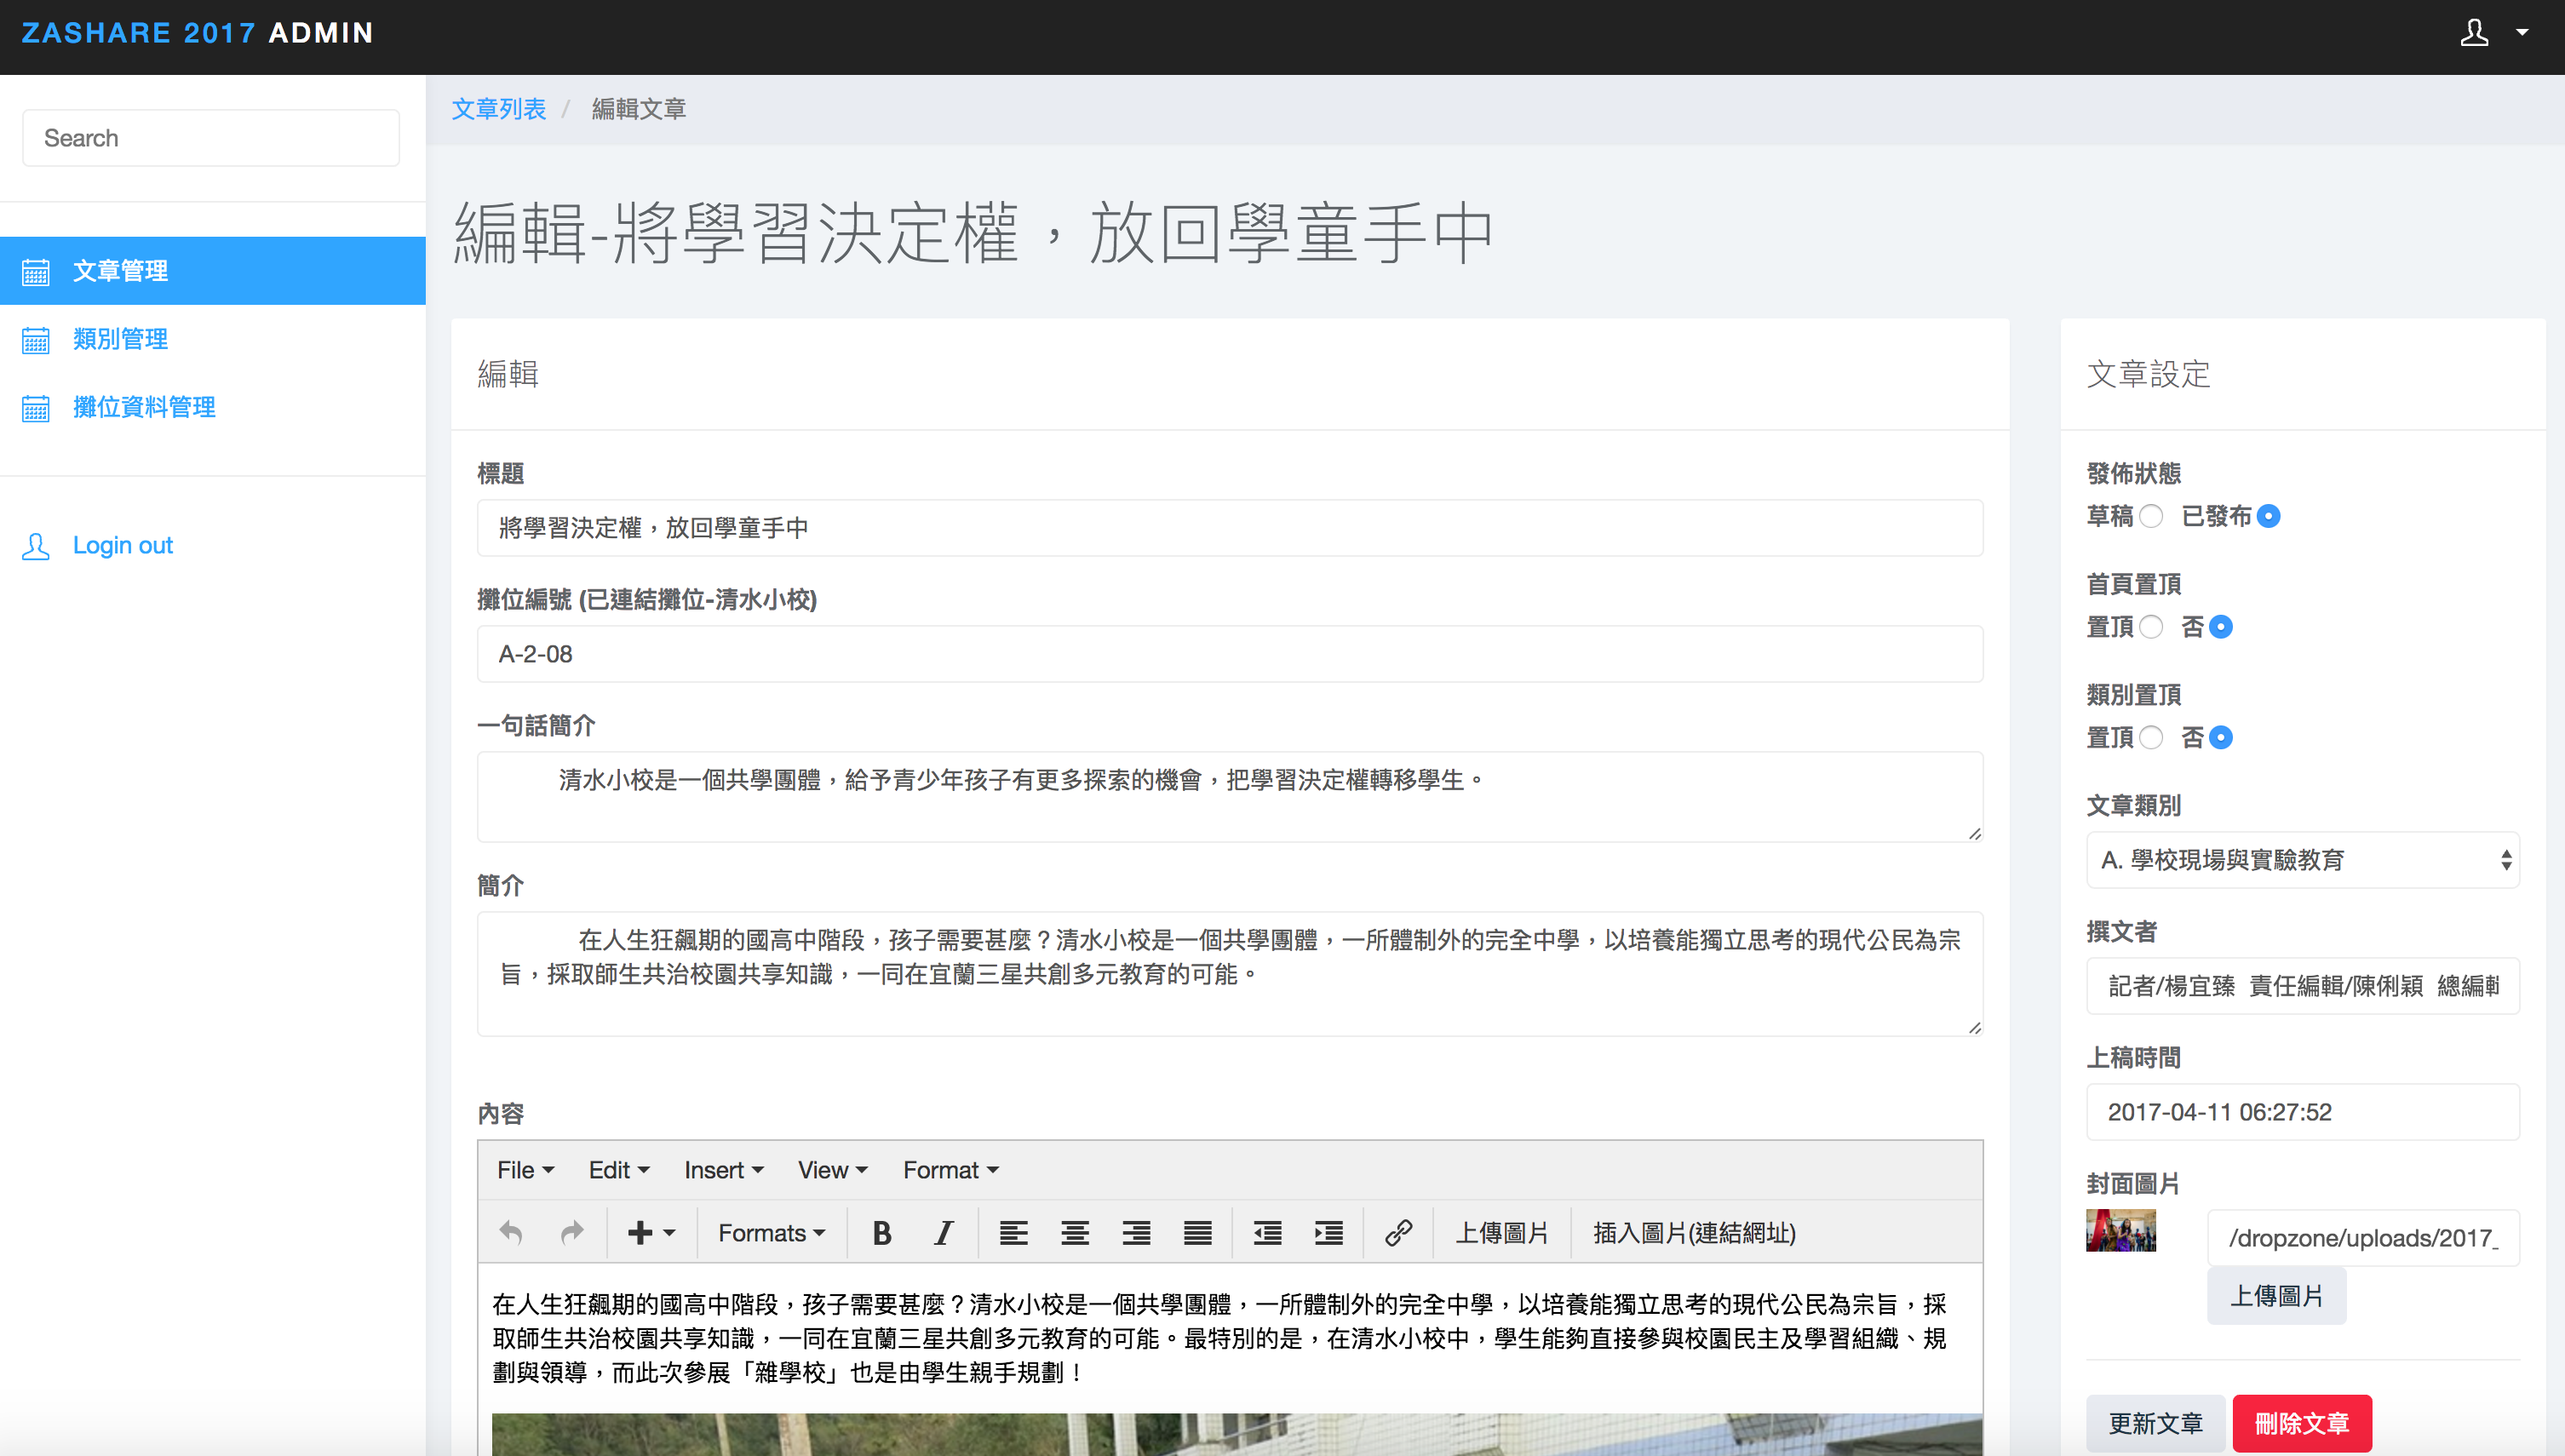 ZASHARE 2017 ADMIN
Search
文章管理
類別管理
攤位資料管理
Login out
文章列表 / 編輯文章
編輯-將學習決定權，放回學童手中
編輯
標題
將學習決定權，放回學童手中
攤位編號 (已連結攤位-清水小校)
A-2-08
一句話簡介
清水小校是一個共學團體，給予青少年孩子有更多探索的機會，把學習決定權轉移學生。
簡介
在人生狂飆期的國高中階段，孩子需要甚麼？清水小校是一個共學團體，一所體制外的完全中學，以培養能獨立思考的現代公民為宗
旨，採取師生共治校園共享知識，一同在宜蘭三星共創多元教育的可能。
內容
File Edit Insert View Format
Formats B I 上傳圖片 插入圖片(連結網址)
在人生狂飆期的國高中階段，孩子需要甚麼？清水小校是一個共學團體，一所體制外的完全中學，以培養能獨立思考的現代公民為宗旨，採
取師生共治校園共享知識，一同在宜蘭三星共創多元教育的可能。最特別的是，在清水小校中，學生能夠直接參與校園民主及學習組織、規
劃與領導，而此次參展「雜學校」也是由學生親手規劃！
文章設定
發佈狀態
草稿 已發布
首頁置頂
置頂 否
類別置頂
置頂 否
文章類別
A. 學校現場與實驗教育
撰文者
記者/楊宜臻 責任編輯/陳俐穎 總編輯
上稿時間
2017-04-11 06:27:52
封面圖片
/dropzone/uploads/2017_
上傳圖片
更新文章 刪除文章